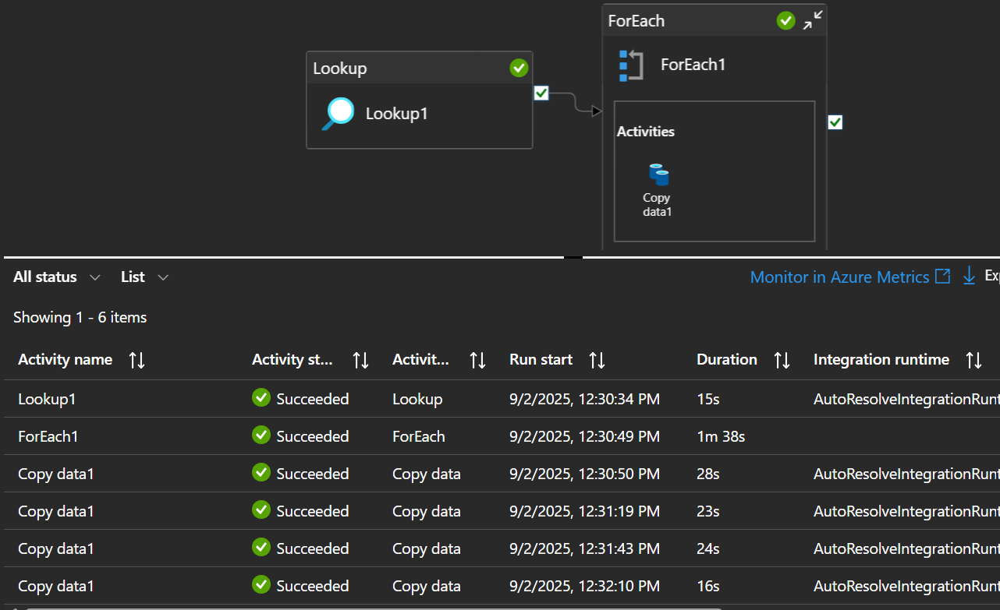 ForEach
ForEach1
Lookup
Lookup1
Activities
Copy
data1
All status List Monitor in Azure Metrics
Showing 1 - 6 items
Activity name Activity st... Activit... Run start Duration Integration runtime
Lookup1 Succeeded Lookup 9/2/2025, 12:30:34 PM 15s AutoResolveIntegrationRunt
ForEach1 Succeeded ForEach 9/2/2025, 12:30:49 PM 1m 38s
Copy data1 Succeeded Copy data 9/2/2025, 12:30:50 PM 28s AutoResolveIntegrationRunt
Copy data1 Succeeded Copy data 9/2/2025, 12:31:19 PM 23s AutoResolveIntegrationRunt
Copy data1 Succeeded Copy data 9/2/2025, 12:31:43 PM 24s AutoResolveIntegrationRunt
Copy data1 Succeeded Copy data 9/2/2025, 12:32:10 PM 16s AutoResolveIntegrationRunt